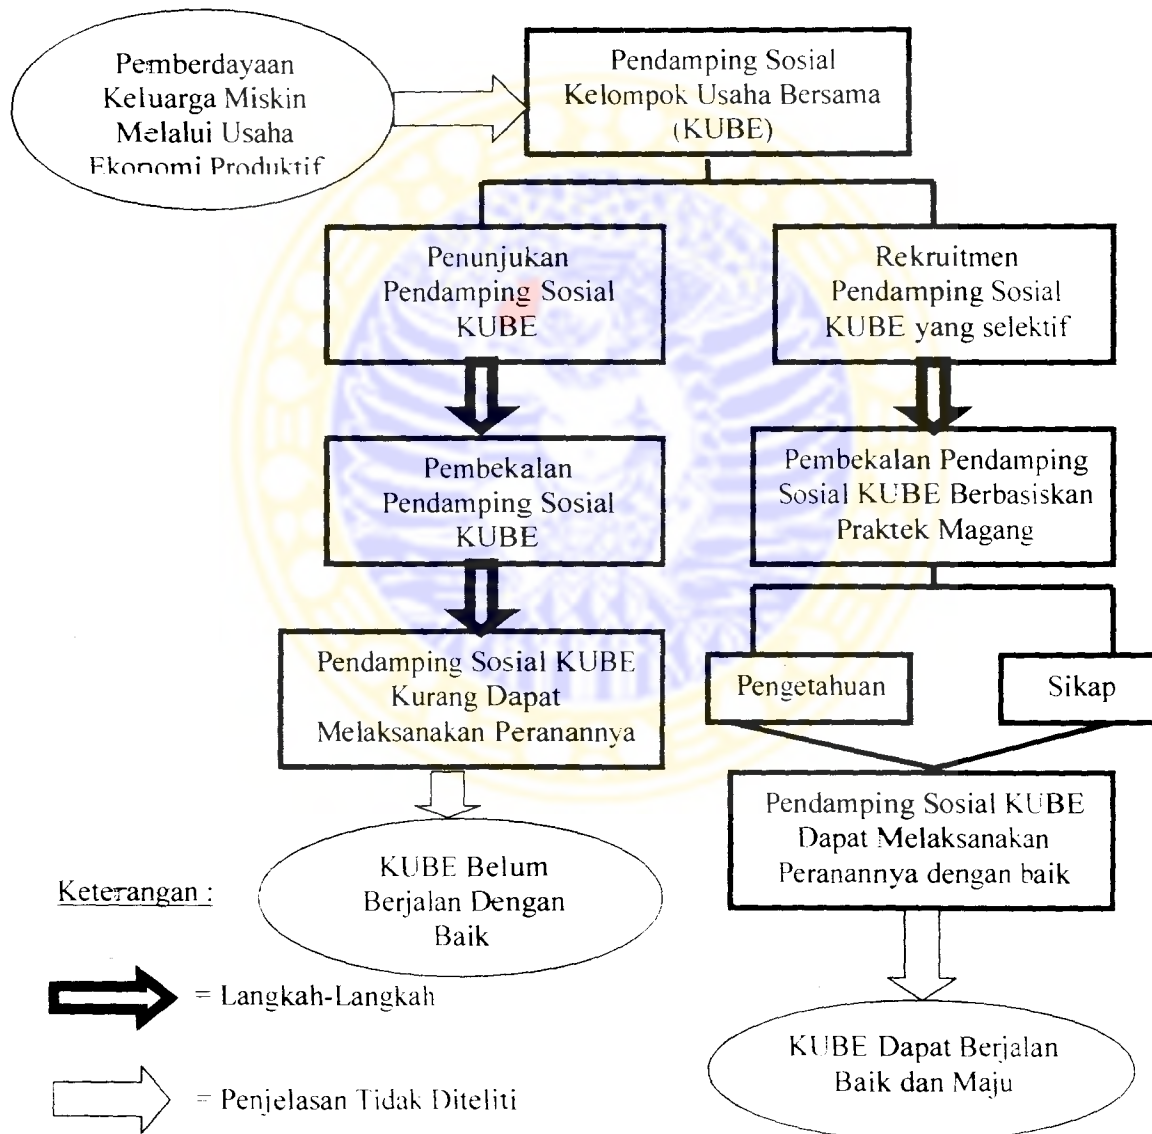 Pemberdayaan
Keluarga Miskin
Melalui Usaha
Ekonomi Produktif
Pendamping Sosial
Kelompok Usaha Bersama
(KUBE)
Penunjukan
Pendamping Sosial
KUBE
Rekruitmen
Pendamping Sosial
KUBE yang selektif
Pembekalan
Pendamping Sosial
KUBE
Pembekalan Pendamping
Sosial KUBE Berbasiskan
Praktek Magang
Pendamping Sosial KUBE
Kurang Dapat
Melaksanakan Peranannya
Pengetahuan
Sikap
Pendamping Sosial KUBE
Dapat Melaksanakan
Peranannya dengan baik
KUBE Belum
Berjalan Dengan
Baik
KUBE Dapat Berjalan
Baik dan Maju
Keterangan :
= Langkah-Langkah
= Penjelasan Tidak Diteliti